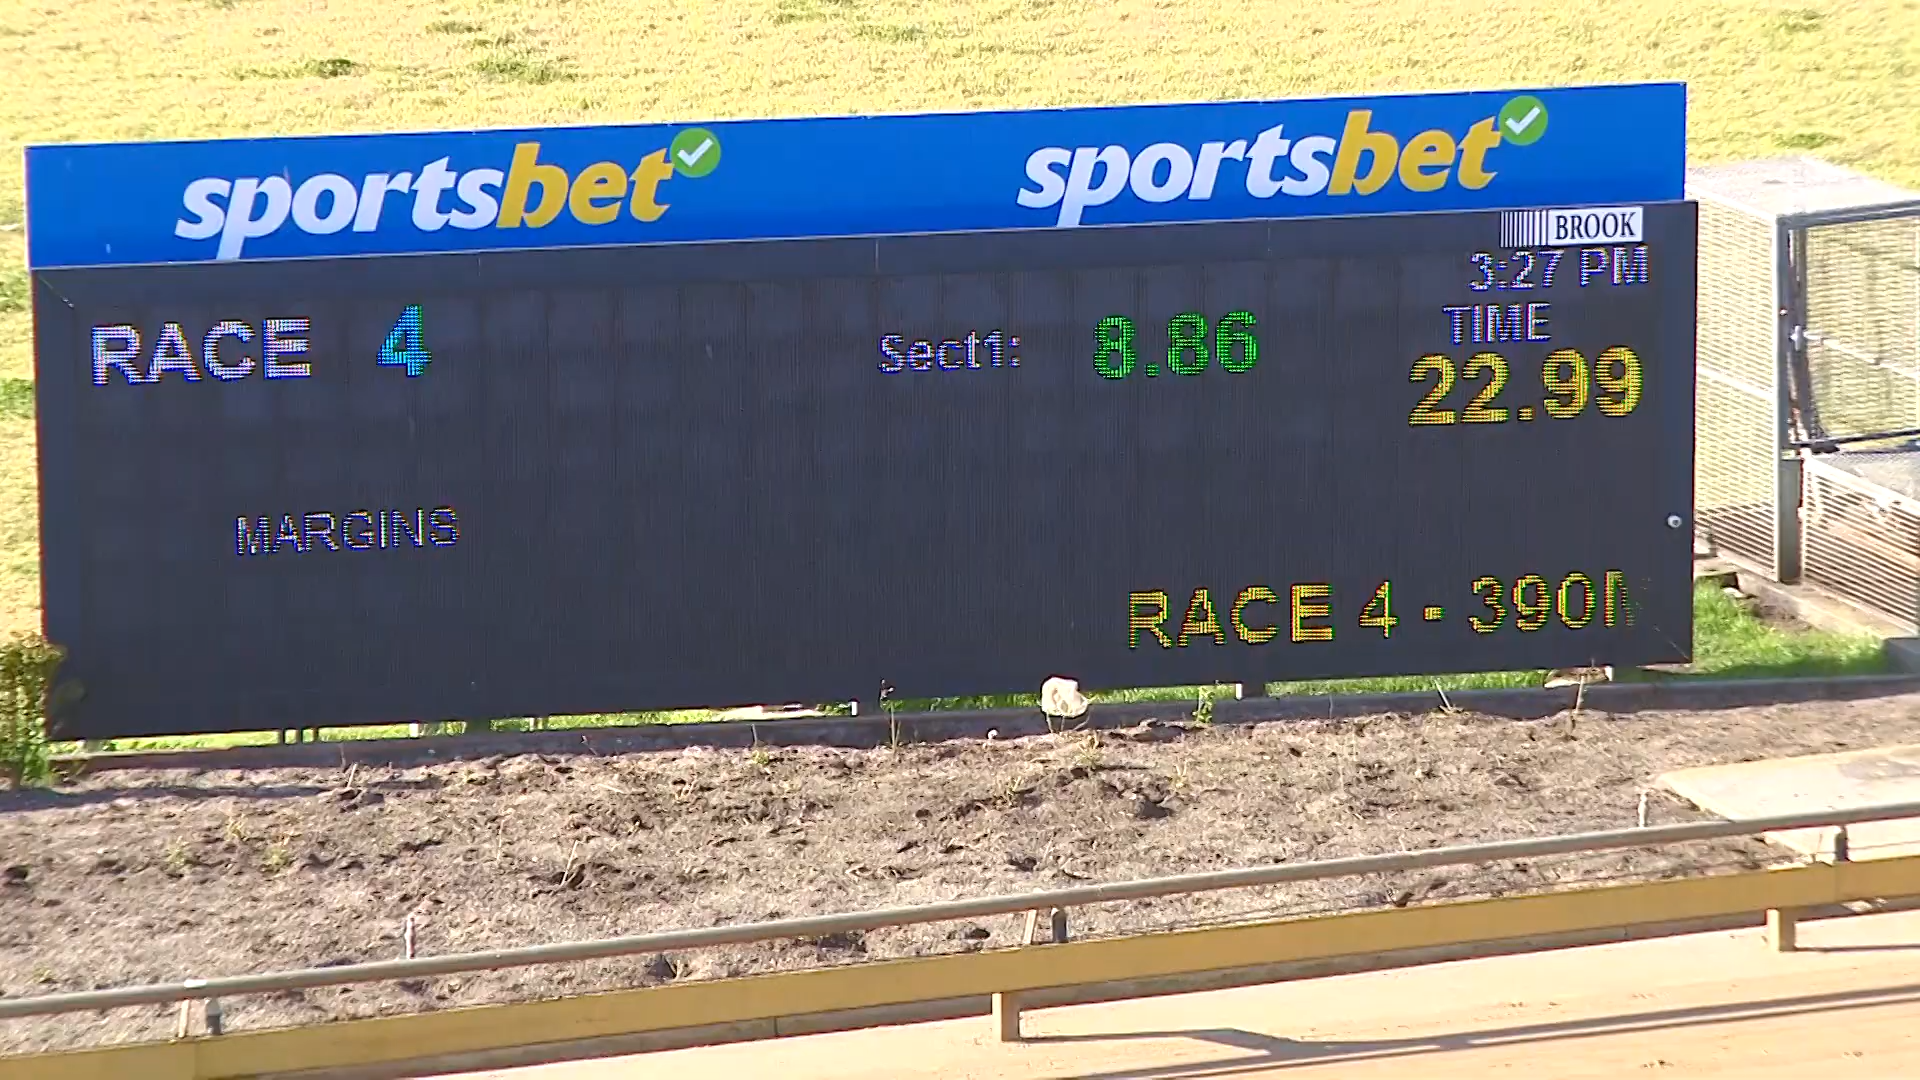 sportsbet sportsbet
BROOK
3:27 PM
RACE 4 Sect1: 8.86 TIME
22.99
MARGINS
RACE 4 - 390M